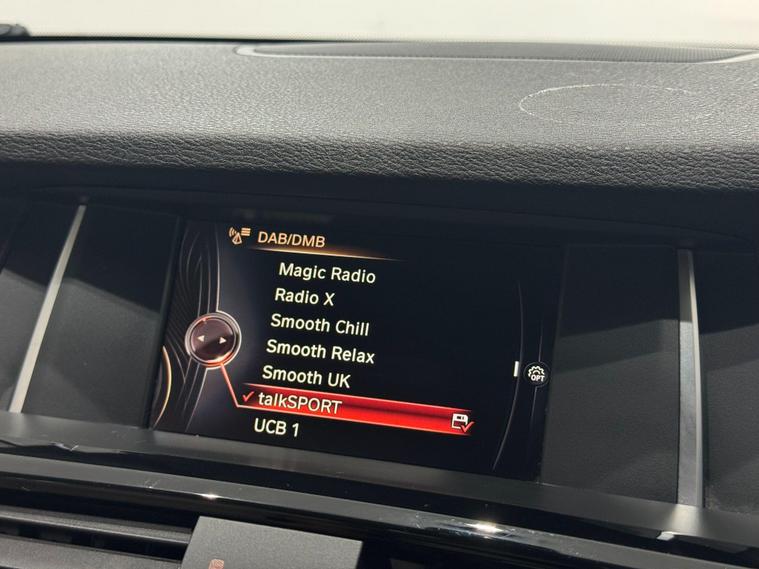 DAB/DMB
Magic Radio
Radio X
Smooth Chill
Smooth Relax
Smooth UK
talkSPORT
UCB 1
OPT